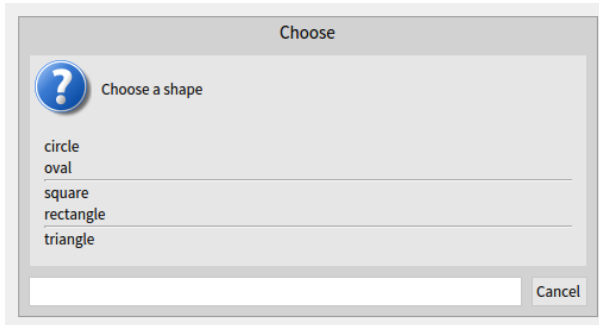 Choose
Choose a shape
circle
oval
square
rectangle
triangle
Cancel